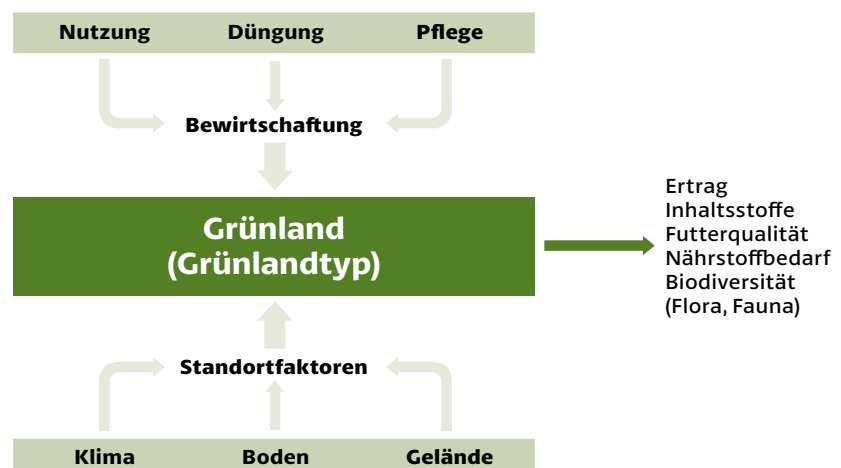 Nutzung Düngung Pflege
Bewirtschaftung
Grünland
(Grünlandtyp)
Ertrag
Inhaltsstoffe
Futterqualität
Nährstoffbedarf
Biodiversität
(Flora, Fauna)
Standortfaktoren
Klima Boden Gelände